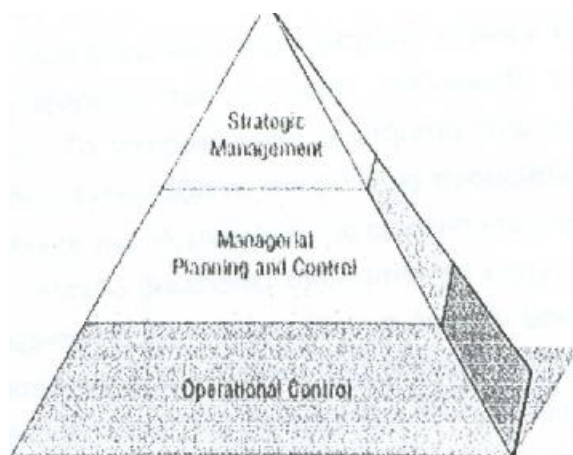 Strategic
Management
Managerial
Planning and Control
Operational Control